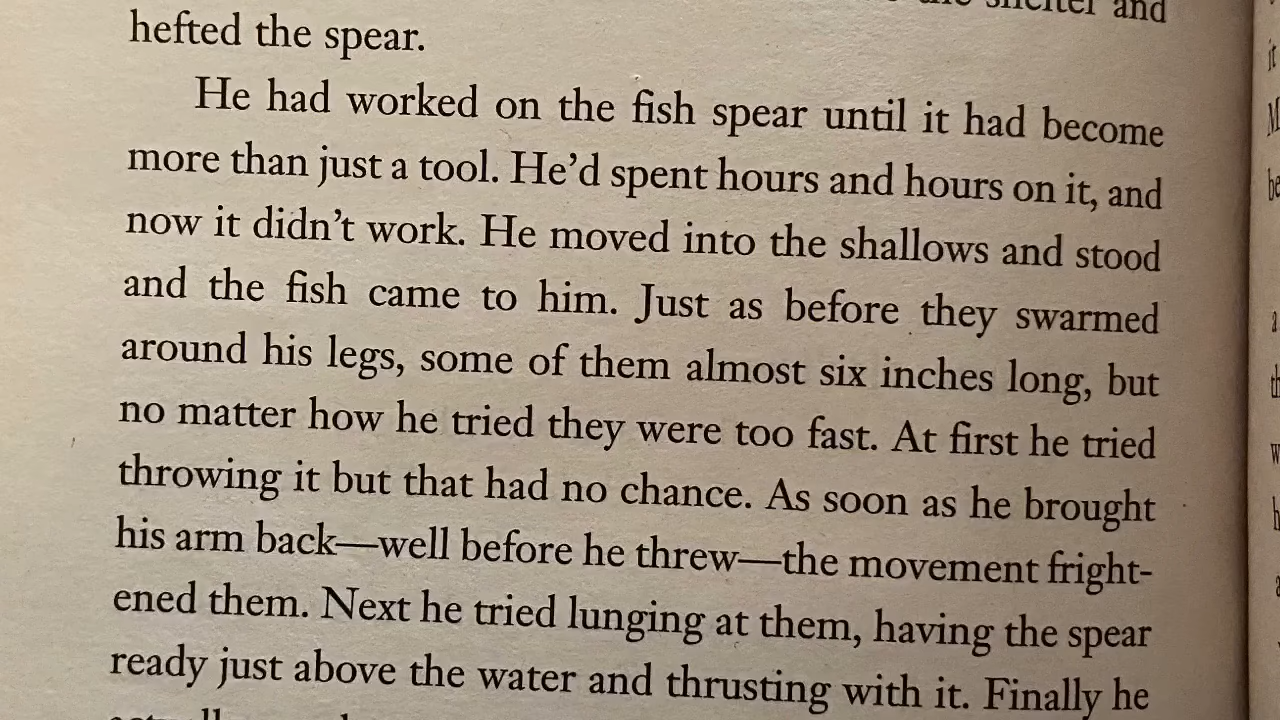 the shelter and
hefted the spear.
He had worked on the fish spear until it had become
more than just a tool. He’d spent hours and hours on it, and
now it didn’t work. He moved into the shallows and stood
and the fish came to him. Just as before they swarmed
around his legs, some of them almost six inches long, but
no matter how he tried they were too fast. At first he tried
throwing it but that had no chance. As soon as he brought
his arm back—well before he threw—the movement fright-
ened them. Next he tried lunging at them, having the spear
ready just above the water and thrusting with it. Finally he